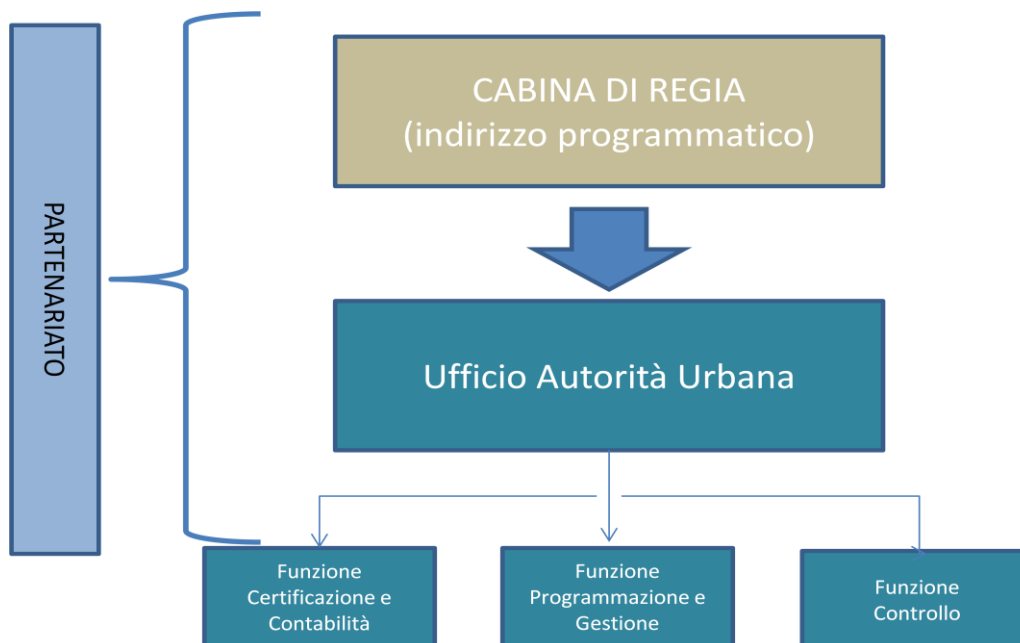 PARTENARIATO
CABINA DI REGIA
(indirizzo programmatico)
Ufficio Autorità Urbana
Funzione
Certificazione e
Contabilità
Funzione
Programmazione e
Gestione
Funzione
Controllo